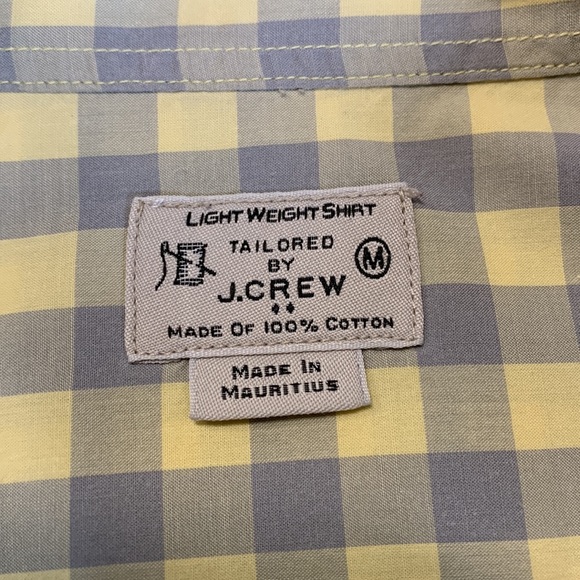 LIGHT WEIGHT SHIRT
TAILORED
BY
M
J.CREW
MADE OF 100% COTTON
MADE IN
MAURITIUS